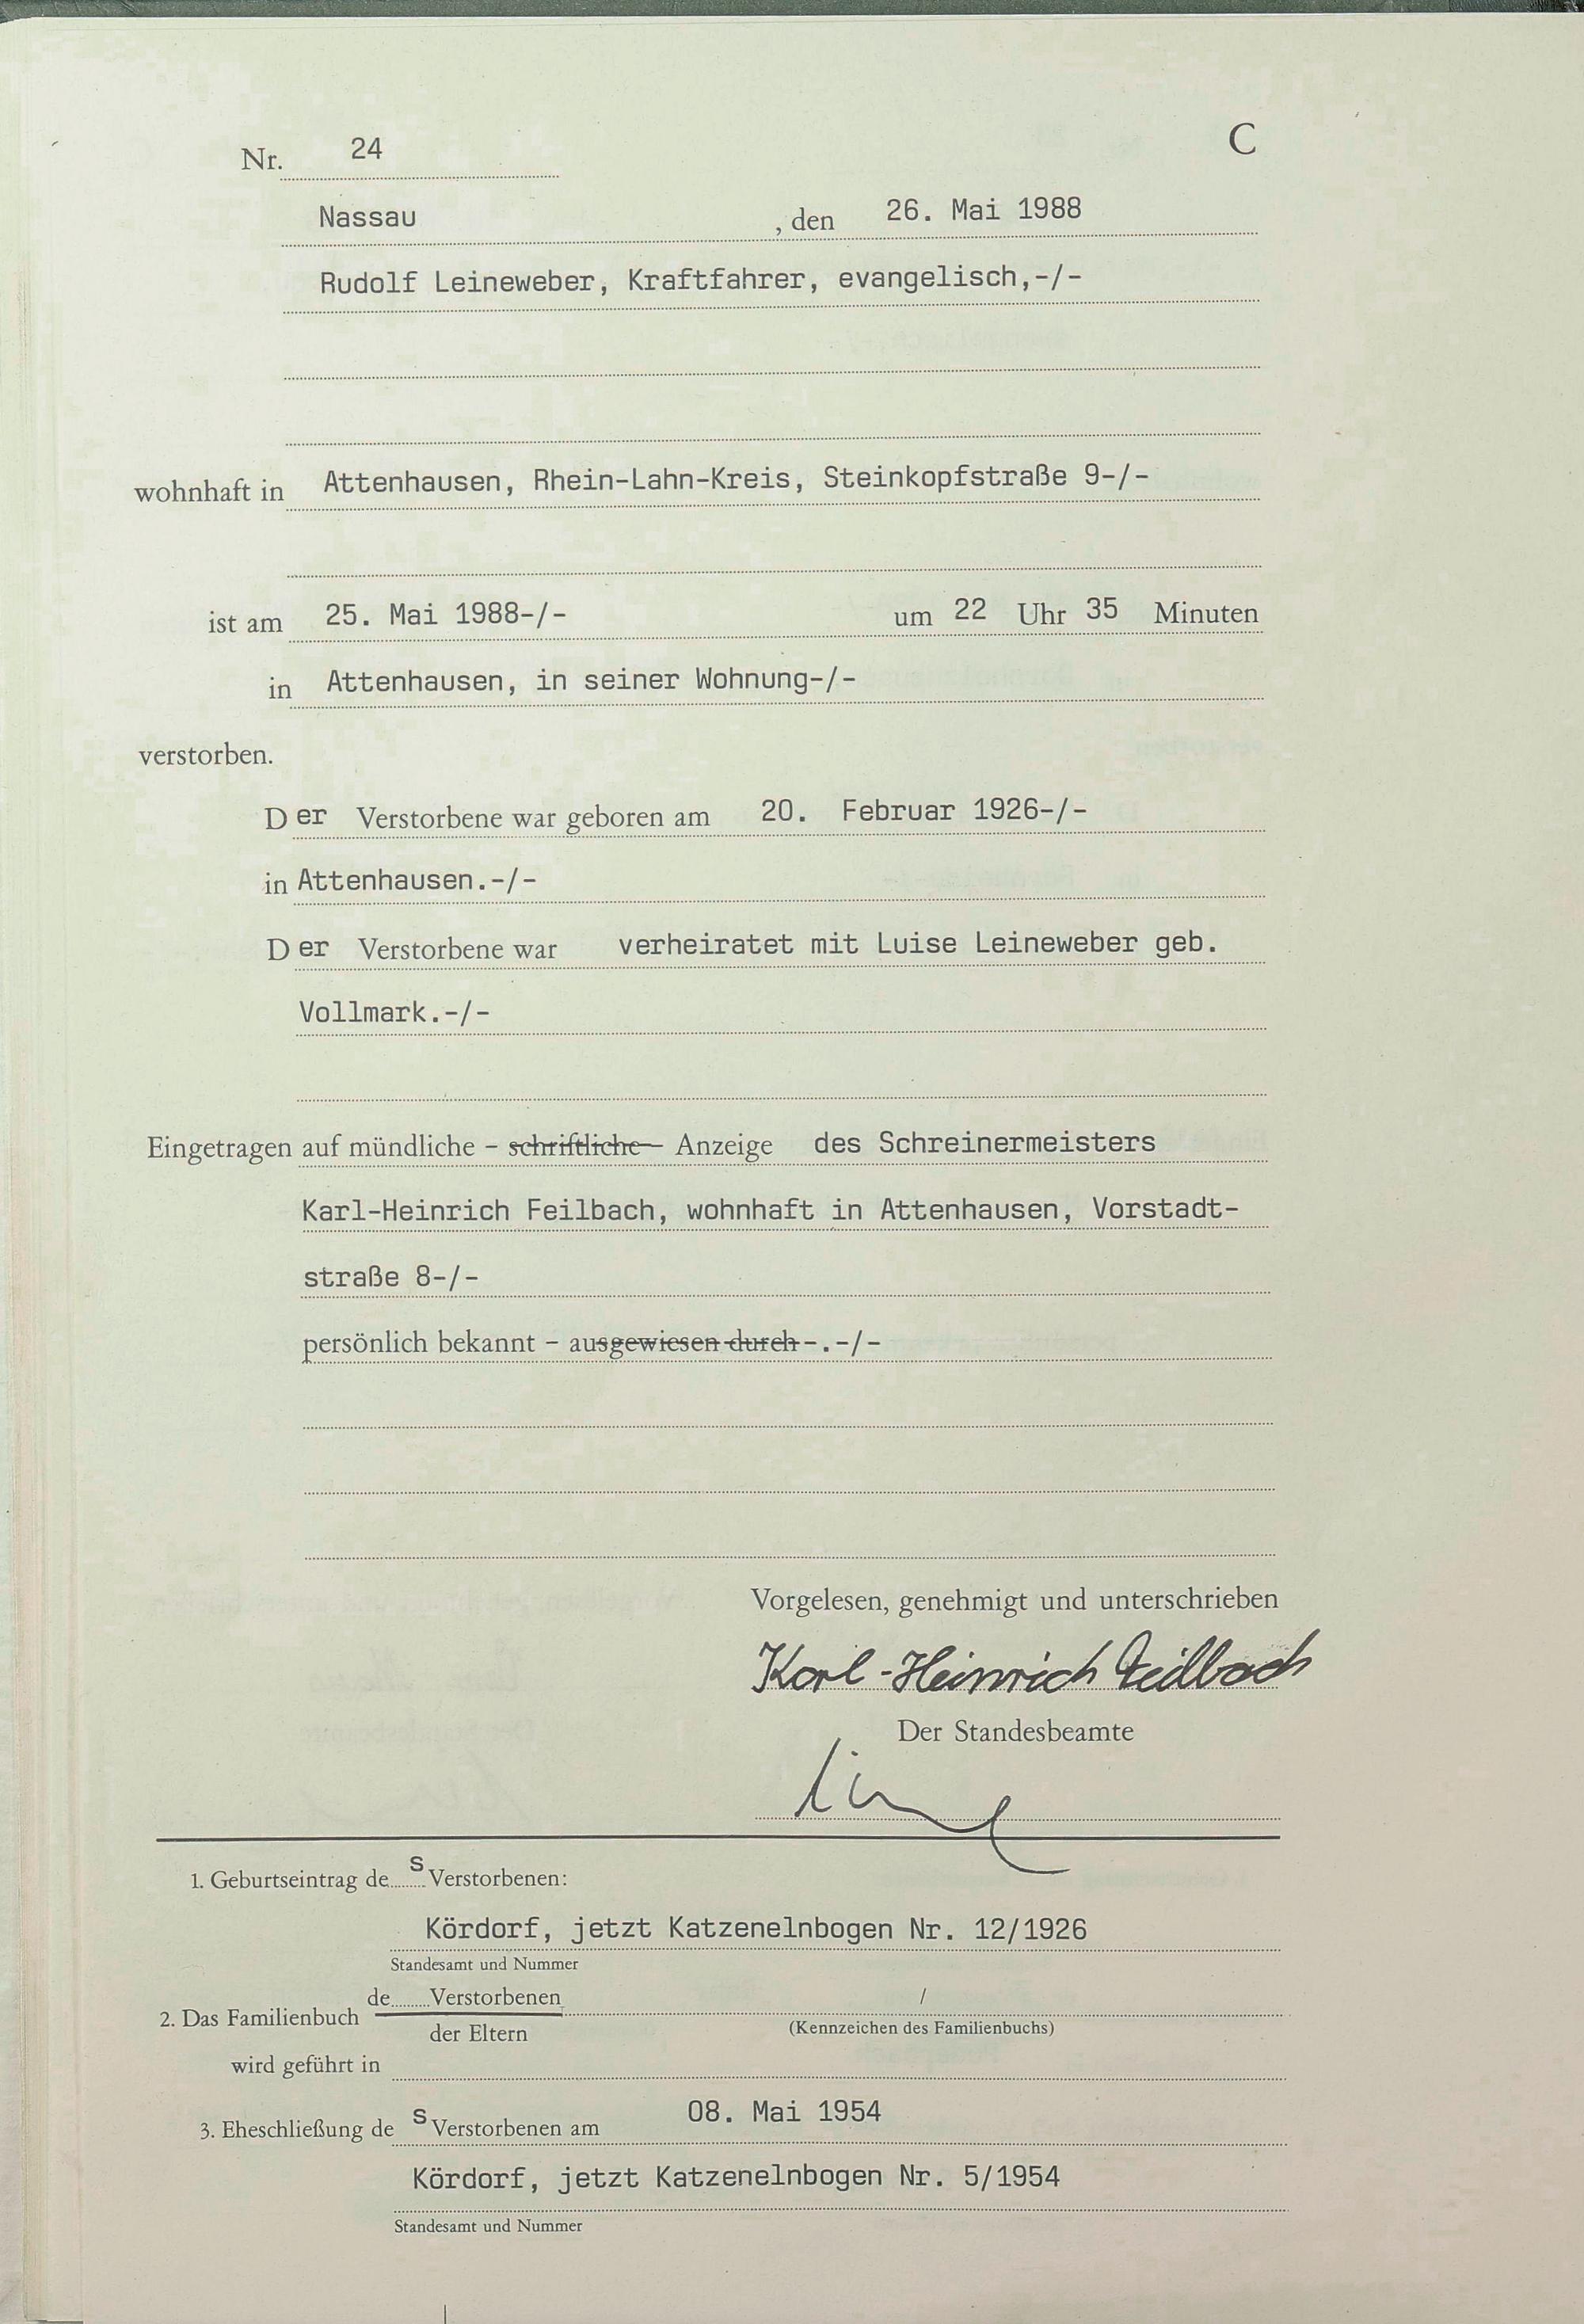 Nr. 24 C
Nassau , den 26. Mai 1988
Rudolf Leineweber, Kraftfahrer, evangelisch,-/-
wohnhaft in Attenhausen, Rhein-Lahn-Kreis, Steinkopfstraße 9-/-
ist am 25. Mai 1988-/- um 22 Uhr 35 Minuten
in Attenhausen, in seiner Wohnung-/-
verstorben.
D er Verstorbene war geboren am 20. Februar 1926-/-
in Attenhausen.-/-
D er Verstorbene war verheiratet mit Luise Leineweber geb.
Vollmark.-/-
Eingetragen auf mündliche – schriftliche – Anzeige des Schreinermeisters
Karl-Heinrich Feilbach, wohnhaft in Attenhausen, Vorstadt-
straße 8-/-
persönlich bekannt – ausgewiesen durch -.-/-
Vorgelesen, genehmigt und unterschrieben
Karl-Heinrich Feilbach
Der Standesbeamte
1. Geburtseintrag de s Verstorbenen:
Kördorf, jetzt Katzenelnbogen Nr. 12/1926
Standesamt und Nummer
de Verstorbenen /
2. Das Familienbuch
der Eltern (Kennzeichen des Familienbuchs)
wird geführt in
3. Eheschließung de s Verstorbenen am 08. Mai 1954
Kördorf, jetzt Katzenelnbogen Nr. 5/1954
Standesamt und Nummer